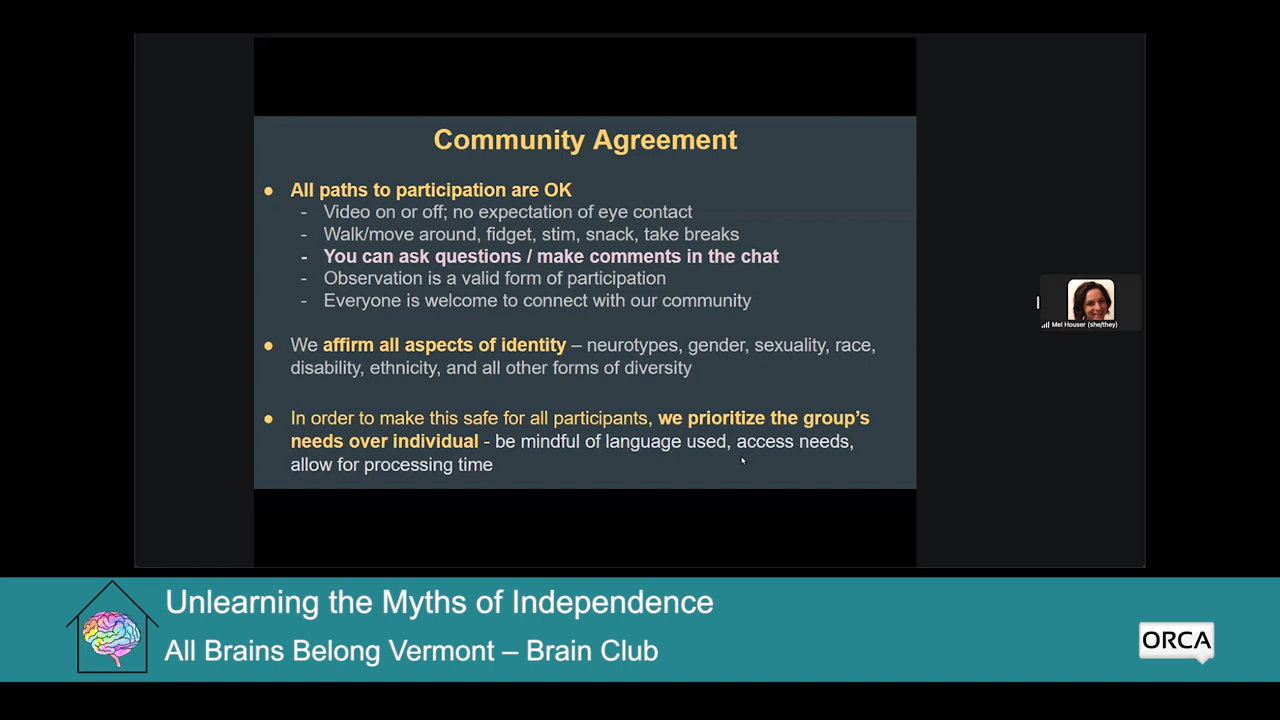 Community Agreement
● All paths to participation are OK
- Video on or off; no expectation of eye contact
- Walk/move around, fidget, stim, snack, take breaks
- You can ask questions / make comments in the chat
- Observation is a valid form of participation
- Everyone is welcome to connect with our community
● We affirm all aspects of identity – neurotypes, gender, sexuality, race,
disability, ethnicity, and all other forms of diversity
● In order to make this safe for all participants, we prioritize the group’s
needs over individual - be mindful of language used, access needs,
allow for processing time
Mel Houser (she/they)
Unlearning the Myths of Independence
All Brains Belong Vermont – Brain Club
ORCA